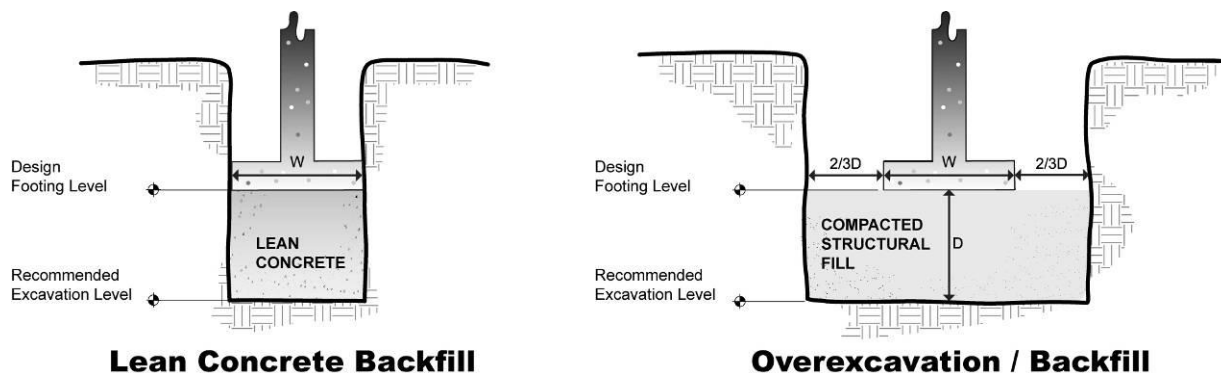 Design
Footing Level
W
LEAN
CONCRETE
Recommended
Excavation Level
Lean Concrete Backfill
Design
Footing Level
2/3D
W
2/3D
COMPACTED
STRUCTURAL
FILL
D
Recommended
Excavation Level
Overexcavation / Backfill